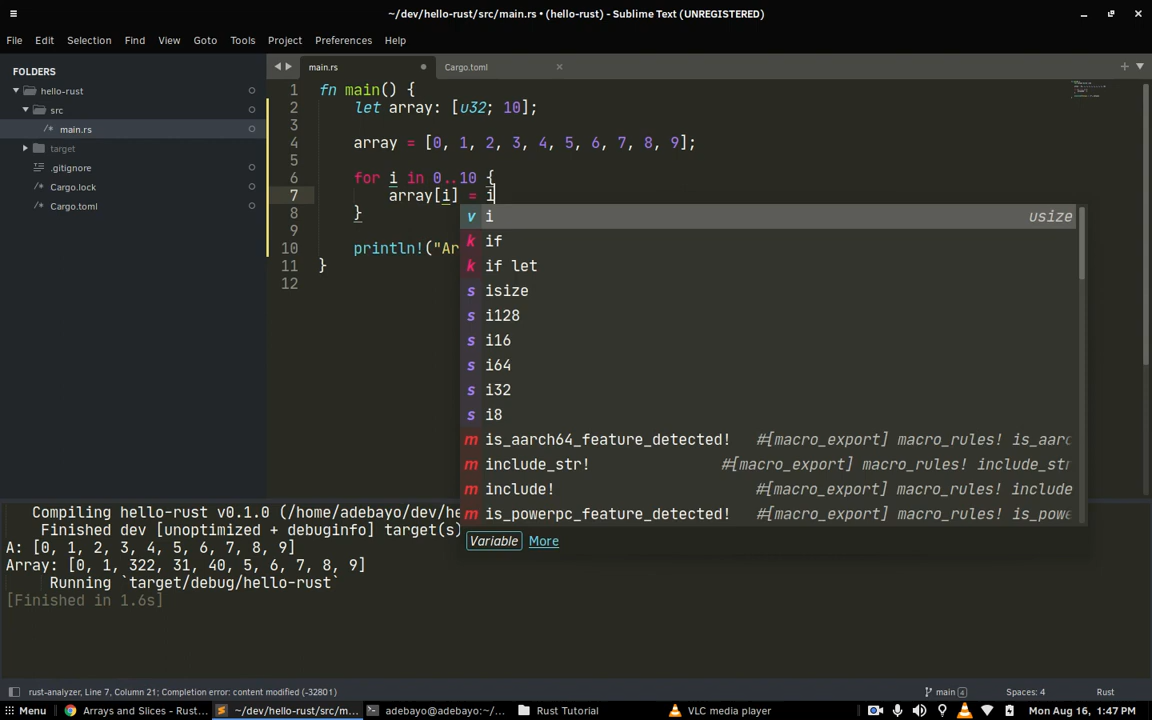 ~/dev/hello-rust/src/main.rs • (hello-rust) - Sublime Text (UNREGISTERED)
File Edit Selection Find View Goto Tools Project Preferences Help
FOLDERS
hello-rust
src
/* main.rs
target
.gitignore
Cargo.lock
/* Cargo.toml
main.rs
Cargo.toml
1 fn main() {
2 let array: [u32; 10];
3
4 array = [0, 1, 2, 3, 4, 5, 6, 7, 8, 9];
5
6 for i in 0..10 {
7 array[i] = i
8 }
9
10 println!("Ar
11 }
12
v i usize
k if
k if let
s isize
s i128
s i16
s i64
s i32
s i8
m is_aarch64_feature_detected! #[macro_export] macro_rules! is_aarc
m include_str! #[macro_export] macro_rules! include_str
m include! #[macro_export] macro_rules! include
m is_powerpc_feature_detected! #[macro_export] macro_rules! is_powe
Variable More
Compiling hello-rust v0.1.0 (/home/adebayo/dev/he
Finished dev [unoptimized + debuginfo] target(s)
A: [0, 1, 2, 3, 4, 5, 6, 7, 8, 9]
Array: [0, 1, 322, 31, 40, 5, 6, 7, 8, 9]
Running `target/debug/hello-rust`
[Finished in 1.6s]
rust-analyzer, Line 7, Column 21; Completion error: content modified (-32801) main 4 Spaces: 4 Rust
Menu Arrays and Slices - Rust... ~/dev/hello-rust/src/m... adebayo@adebayo:~/... Rust Tutorial VLC media player Mon Aug 16, 1:47 PM